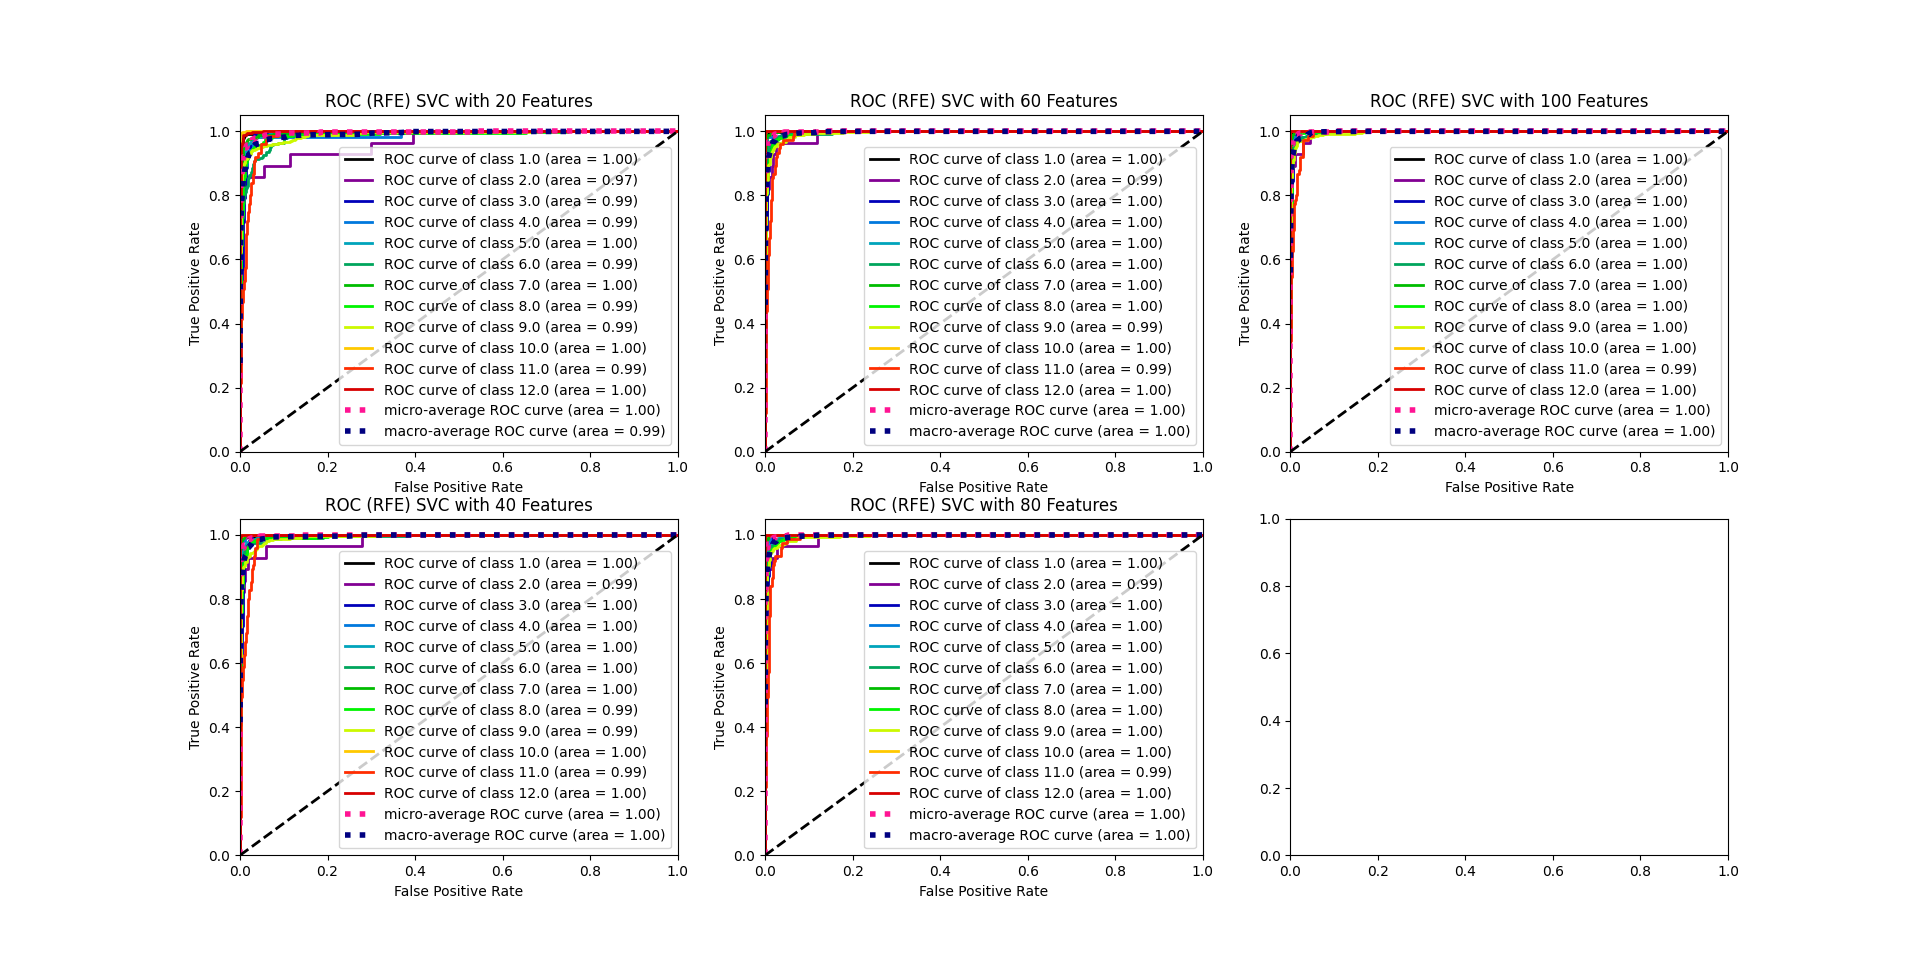 ROC (RFE) SVC with 20 Features
True Positive Rate
1.0
0.8
0.6
0.4
0.2
0.0
ROC curve of class 1.0 (area = 1.00)
ROC curve of class 2.0 (area = 0.97)
ROC curve of class 3.0 (area = 0.99)
ROC curve of class 4.0 (area = 0.99)
ROC curve of class 5.0 (area = 1.00)
ROC curve of class 6.0 (area = 0.99)
ROC curve of class 7.0 (area = 1.00)
ROC curve of class 8.0 (area = 0.99)
ROC curve of class 9.0 (area = 0.99)
ROC curve of class 10.0 (area = 1.00)
ROC curve of class 11.0 (area = 0.99)
ROC curve of class 12.0 (area = 1.00)
micro-average ROC curve (area = 1.00)
macro-average ROC curve (area = 0.99)
0.0 0.2 0.4 0.6 0.8 1.0
False Positive Rate
ROC (RFE) SVC with 60 Features
True Positive Rate
1.0
0.8
0.6
0.4
0.2
0.0
ROC curve of class 1.0 (area = 1.00)
ROC curve of class 2.0 (area = 0.99)
ROC curve of class 3.0 (area = 1.00)
ROC curve of class 4.0 (area = 1.00)
ROC curve of class 5.0 (area = 1.00)
ROC curve of class 6.0 (area = 1.00)
ROC curve of class 7.0 (area = 1.00)
ROC curve of class 8.0 (area = 1.00)
ROC curve of class 9.0 (area = 0.99)
ROC curve of class 10.0 (area = 1.00)
ROC curve of class 11.0 (area = 0.99)
ROC curve of class 12.0 (area = 1.00)
micro-average ROC curve (area = 1.00)
macro-average ROC curve (area = 1.00)
0.0 0.2 0.4 0.6 0.8 1.0
False Positive Rate
ROC (RFE) SVC with 100 Features
True Positive Rate
1.0
0.8
0.6
0.4
0.2
0.0
ROC curve of class 1.0 (area = 1.00)
ROC curve of class 2.0 (area = 1.00)
ROC curve of class 3.0 (area = 1.00)
ROC curve of class 4.0 (area = 1.00)
ROC curve of class 5.0 (area = 1.00)
ROC curve of class 6.0 (area = 1.00)
ROC curve of class 7.0 (area = 1.00)
ROC curve of class 8.0 (area = 1.00)
ROC curve of class 9.0 (area = 1.00)
ROC curve of class 10.0 (area = 1.00)
ROC curve of class 11.0 (area = 0.99)
ROC curve of class 12.0 (area = 1.00)
micro-average ROC curve (area = 1.00)
macro-average ROC curve (area = 1.00)
0.0 0.2 0.4 0.6 0.8 1.0
False Positive Rate
ROC (RFE) SVC with 40 Features
True Positive Rate
1.0
0.8
0.6
0.4
0.2
0.0
ROC curve of class 1.0 (area = 1.00)
ROC curve of class 2.0 (area = 0.99)
ROC curve of class 3.0 (area = 1.00)
ROC curve of class 4.0 (area = 1.00)
ROC curve of class 5.0 (area = 1.00)
ROC curve of class 6.0 (area = 1.00)
ROC curve of class 7.0 (area = 1.00)
ROC curve of class 8.0 (area = 0.99)
ROC curve of class 9.0 (area = 0.99)
ROC curve of class 10.0 (area = 1.00)
ROC curve of class 11.0 (area = 0.99)
ROC curve of class 12.0 (area = 1.00)
micro-average ROC curve (area = 1.00)
macro-average ROC curve (area = 1.00)
0.0 0.2 0.4 0.6 0.8 1.0
False Positive Rate
ROC (RFE) SVC with 80 Features
True Positive Rate
1.0
0.8
0.6
0.4
0.2
0.0
ROC curve of class 1.0 (area = 1.00)
ROC curve of class 2.0 (area = 0.99)
ROC curve of class 3.0 (area = 1.00)
ROC curve of class 4.0 (area = 1.00)
ROC curve of class 5.0 (area = 1.00)
ROC curve of class 6.0 (area = 1.00)
ROC curve of class 7.0 (area = 1.00)
ROC curve of class 8.0 (area = 1.00)
ROC curve of class 9.0 (area = 1.00)
ROC curve of class 10.0 (area = 1.00)
ROC curve of class 11.0 (area = 0.99)
ROC curve of class 12.0 (area = 1.00)
micro-average ROC curve (area = 1.00)
macro-average ROC curve (area = 1.00)
0.0 0.2 0.4 0.6 0.8 1.0
False Positive Rate
1.0
0.8
0.6
0.4
0.2
0.0
0.0 0.2 0.4 0.6 0.8 1.0